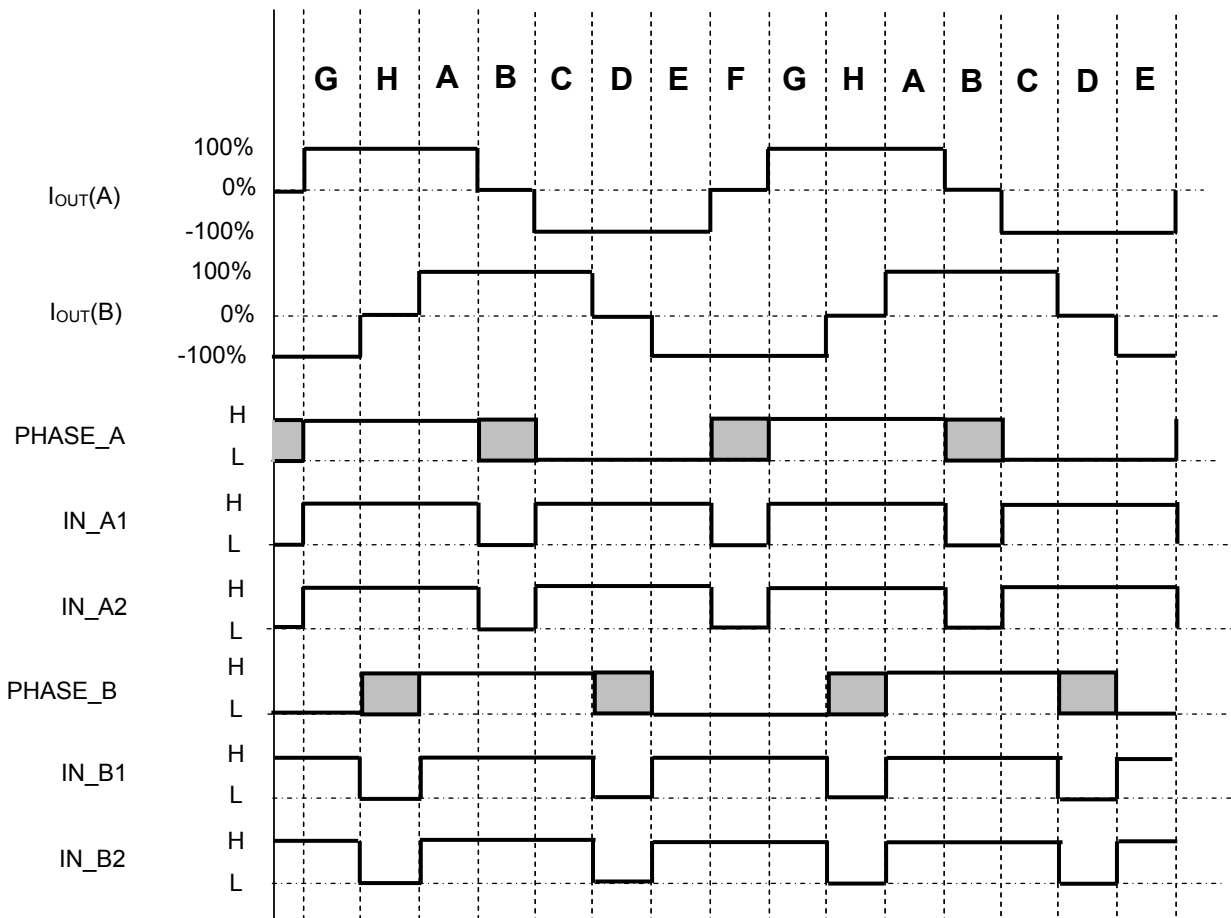 G H A B C D E F G H A B C D E
100%
IOUT(A) 0%
-100%
100%
IOUT(B) 0%
-100%
H
PHASE_A
L
H
IN_A1
L
H
IN_A2
L
H
PHASE_B
L
H
IN_B1
L
H
IN_B2
L